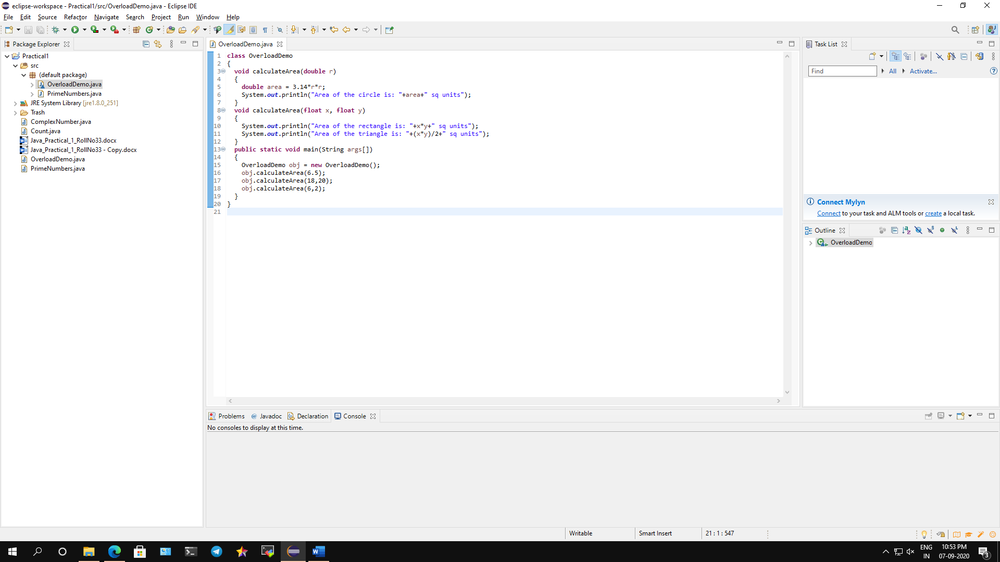 eclipse-workspace - Practical1/src/OverloadDemo.java - Eclipse IDE
File Edit Source Refactor Navigate Search Project Run Window Help
Package Explorer
Practical1
src
(default package)
OverloadDemo.java
PrimeNumbers.java
JRE System Library [jre1.8.0_251]
Trash
ComplexNumber.java
Count.java
Java_Practical_1_RollNo33.docx
Java_Practical_1_RollNo33 - Copy.docx
OverloadDemo.java
PrimeNumbers.java
OverloadDemo.java
1 class OverloadDemo
2 {
3 void calculateArea(double r)
4 {
5 double area = 3.14*r*r;
6 System.out.println("Area of the circle is: "+area+" sq units");
7 }
8 void calculateArea(float x, float y)
9 {
10 System.out.println("Area of the rectangle is: "+x*y+" sq units");
11 System.out.println("Area of the triangle is: "+(x*y)/2+" sq units");
12 }
13 public static void main(String args[])
14 {
15 OverloadDemo obj = new OverloadDemo();
16 obj.calculateArea(6.5);
17 obj.calculateArea(18,20);
18 obj.calculateArea(6,2);
19 }
20 }
21
Task List
Find All Activate...
Connect Mylyn
Connect to your task and ALM tools or create a local task.
Outline
OverloadDemo
Problems @ Javadoc Declaration Console
No consoles to display at this time.
Writable Smart Insert 21 : 1 : 547
ENG 10:53 PM
IN 07-09-2020 3